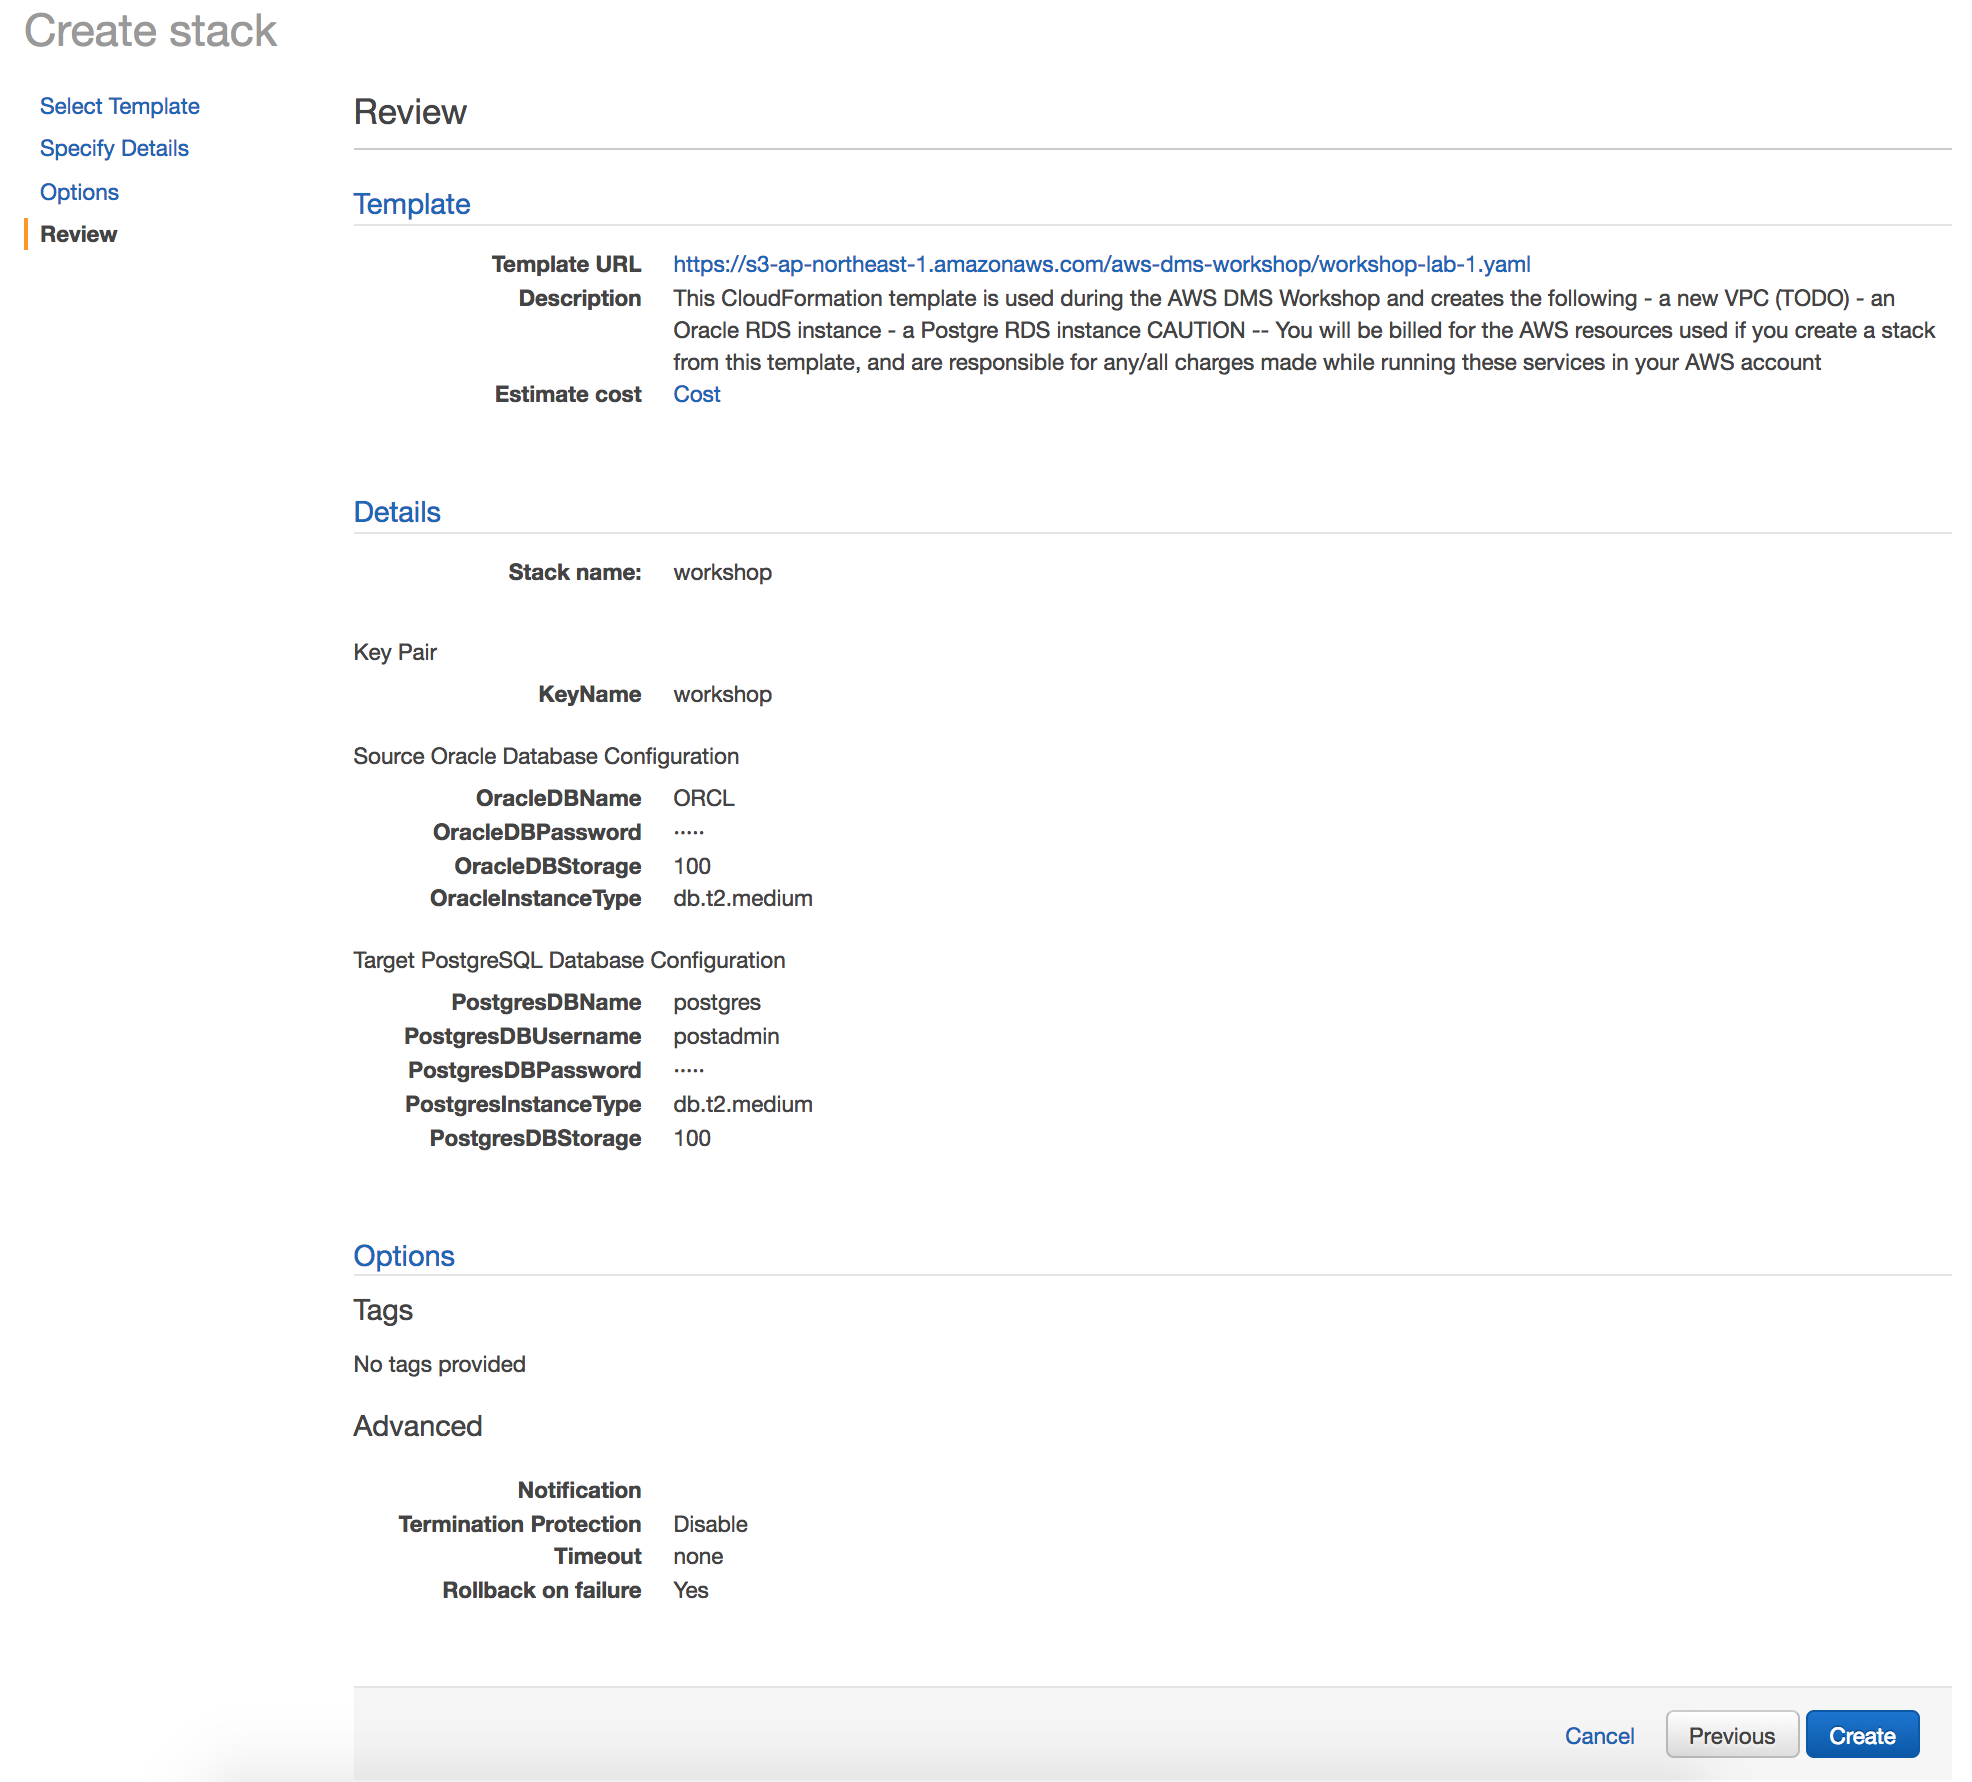 Create stack
Select Template
Specify Details
Options
Review
Review
Template
Template URL https://s3-ap-northeast-1.amazonaws.com/aws-dms-workshop/workshop-lab-1.yaml
Description This CloudFormation template is used during the AWS DMS Workshop and creates the following - a new VPC (TODO) - an
Oracle RDS instance - a Postgre RDS instance CAUTION -- You will be billed for the AWS resources used if you create a stack
from this template, and are responsible for any/all charges made while running these services in your AWS account
Estimate cost Cost
Details
Stack name: workshop
Key Pair
KeyName workshop
Source Oracle Database Configuration
OracleDBName ORCL
OracleDBPassword ·····
OracleDBStorage 100
OracleInstanceType db.t2.medium
Target PostgreSQL Database Configuration
PostgresDBName postgres
PostgresDBUsername postadmin
PostgresDBPassword ·····
PostgresInstanceType db.t2.medium
PostgresDBStorage 100
Options
Tags
No tags provided
Advanced
Notification
Termination Protection Disable
Timeout none
Rollback on failure Yes
Cancel Previous Create